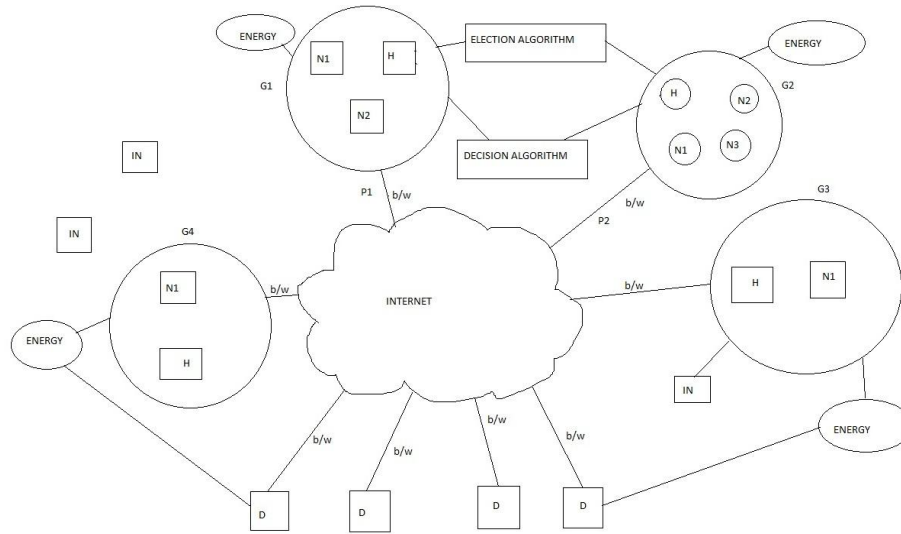 ENERGY
N1
H
N2
G1
ELECTION ALGORITHM
DECISION ALGORITHM
ENERGY
G2
H
N2
N1
N3
IN
IN
P1
b/w
b/w
P2
G3
H
N1
IN
ENERGY
G4
N1
H
b/w
ENERGY
INTERNET
b/w
b/w
b/w
b/w
b/w
D
D
D
D